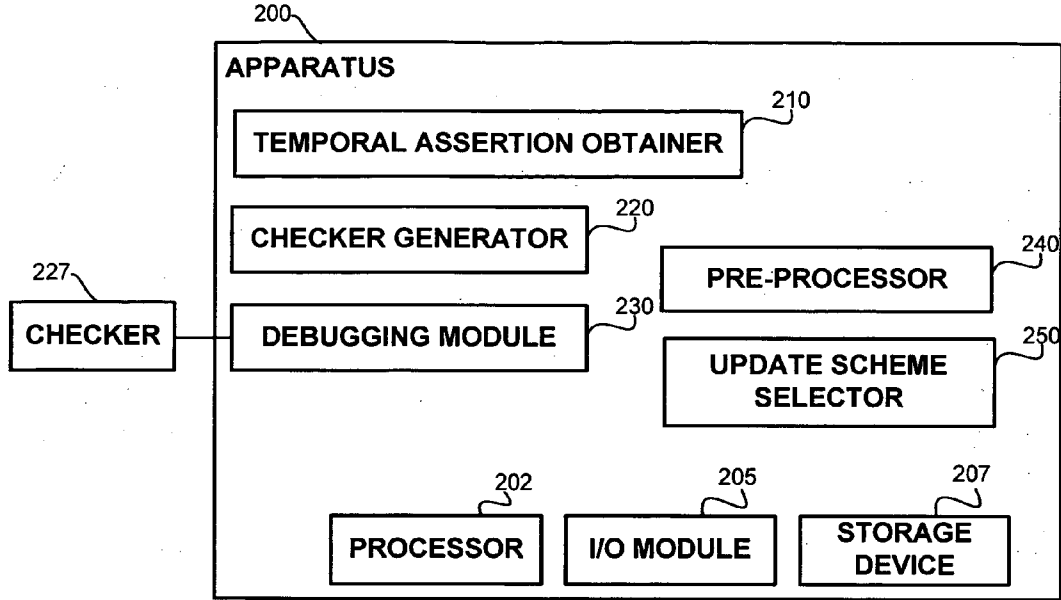 200
APPARATUS
210
TEMPORAL ASSERTION OBTAINER
220
CHECKER GENERATOR
240
PRE-PROCESSOR
227
CHECKER
230
DEBUGGING MODULE
250
UPDATE SCHEME
SELECTOR
202
PROCESSOR
205
I/O MODULE
207
STORAGE
DEVICE